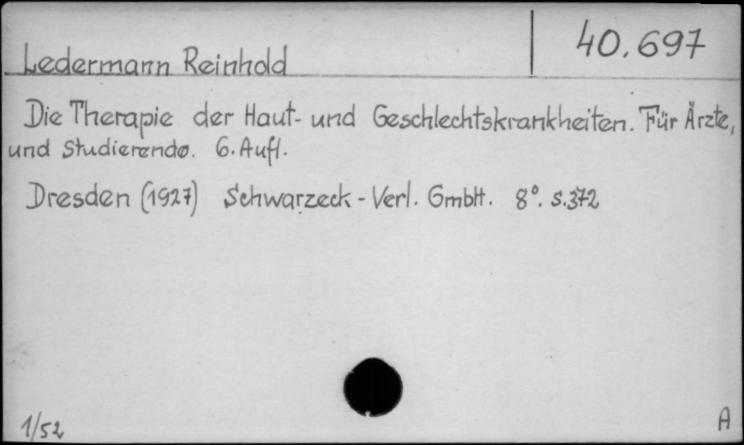 Ledermann Reinhold
40.697
Die Therapie der Haut- und Geschlechtskrankheiten. Für Ärzte,
und Studierende. 6. Aufl.
Dresden (1927) Schwarzeck - Verl. GmbH. 8°. S.372
1/52
A